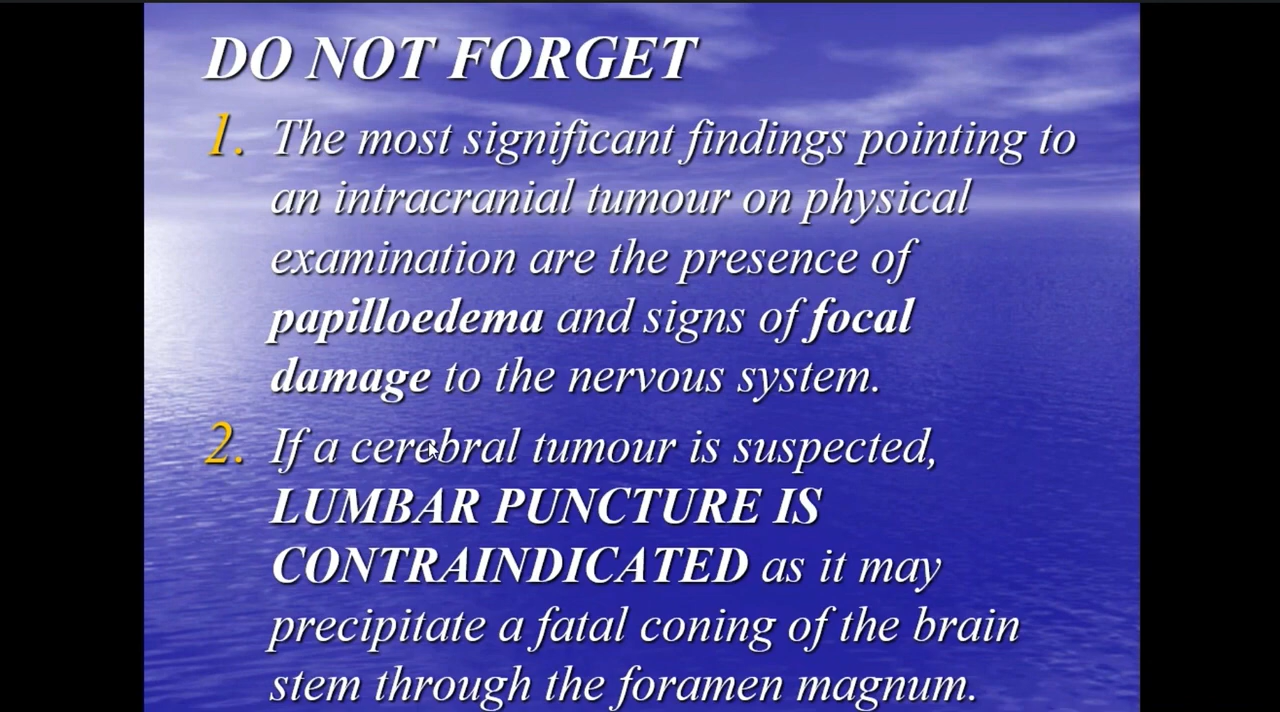 DO NOT FORGET
1. The most significant findings pointing to
an intracranial tumour on physical
examination are the presence of
papilloedema and signs of focal
damage to the nervous system.
2. If a cerebral tumour is suspected,
LUMBAR PUNCTURE IS
CONTRAINDICATED as it may
precipitate a fatal coning of the brain
stem through the foramen magnum.